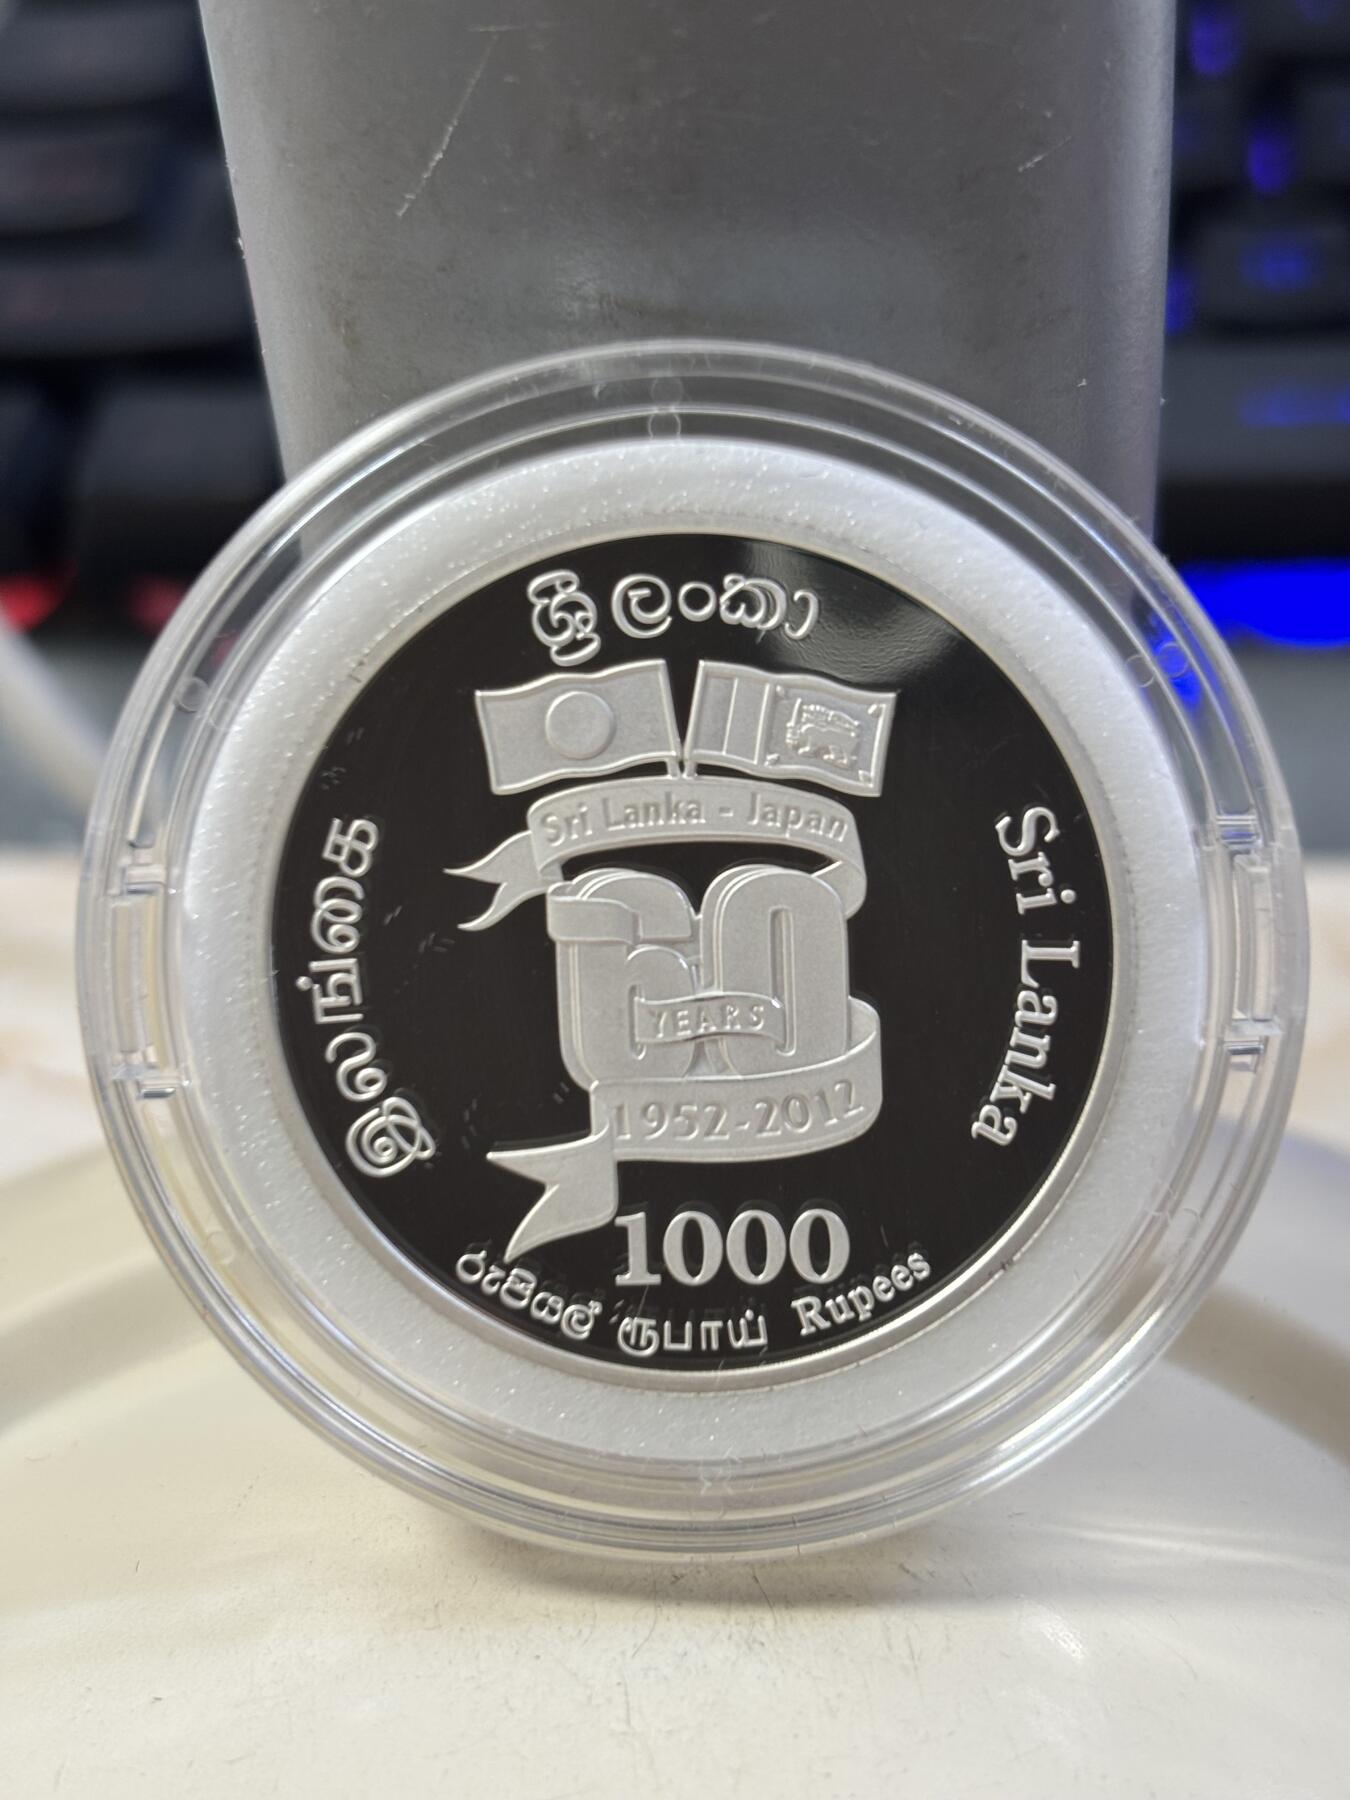 ශ්‍රී ලංකා
Sri Lanka - Japan
60
YEARS
1952-2012
இலங்கை
Sri Lanka
1000
රුපියල් ரூபாய் Rupees